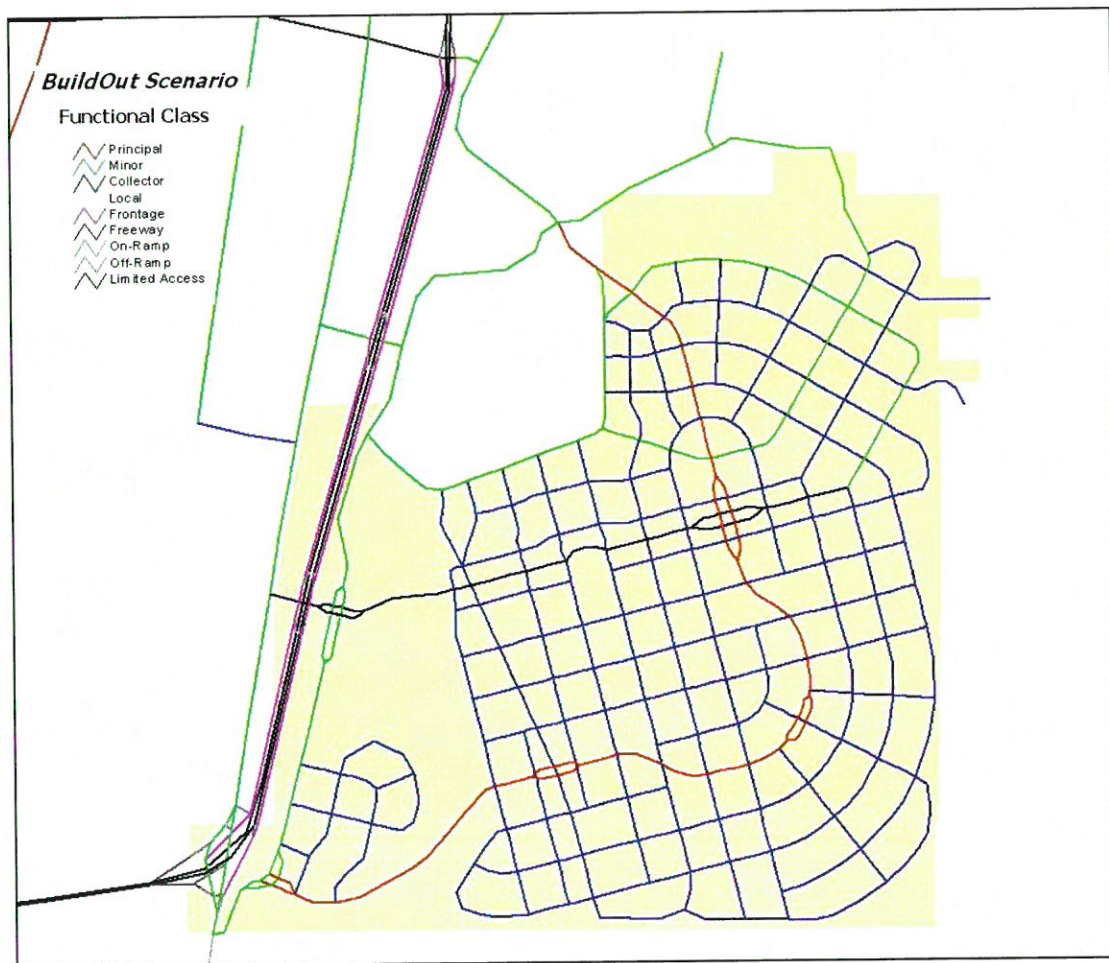 BuildOut Scenario
Functional Class
Principal
Minor
Collector
Local
Frontage
Freeway
On-Ramp
Off-Ramp
Limited Access